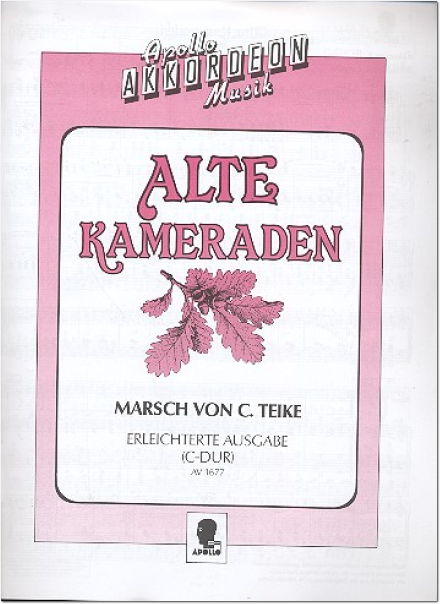 Apollo
AKKORDEON
Musik
ALTE
KAMERADEN
MARSCH VON C. TEIKE
ERLEICHTERTE AUSGABE
(C-DUR)
AV 1677
APOLLO